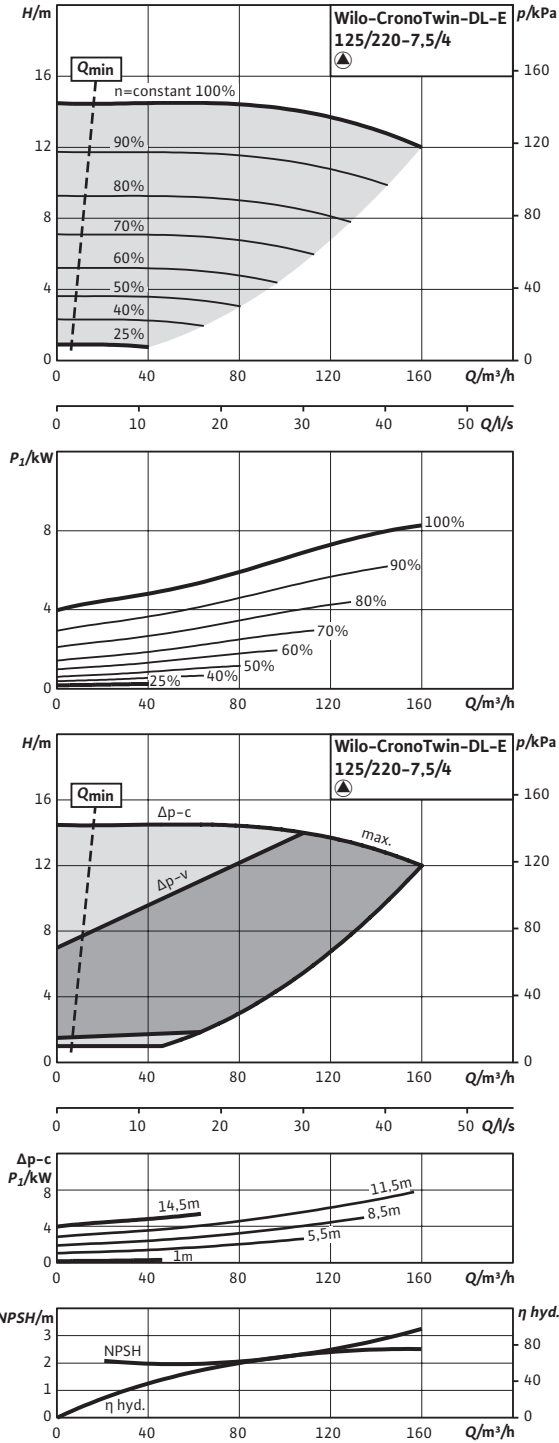 H/m
Wilo-CronoTwin-DL-E
125/220-7,5/4
p/kPa
16
Qmin
n=constant 100%
160
12
90%
120
80%
8
80
70%
60%
4
50%
40
40%
25%
0
0
0 40 80 120 160 Q/m³/h
0 10 20 30 40 50 Q/l/s
P1/kW
8
100%
90%
4
80%
70%
60%
50%
40%
25%
0
0 40 80 120 160 Q/m³/h
H/m
Wilo-CronoTwin-DL-E
125/220-7,5/4
p/kPa
16
Qmin
160
Δp-c
max.
12
120
Δp-v
8
80
4
40
0
0
0 40 80 120 160 Q/m³/h
0 10 20 30 40 50 Q/l/s
Δp-c
P1/kW
8
14,5m
11,5m
8,5m
4
5,5m
1m
0
0 40 80 120 160 Q/m³/h
NPSH/m
η hyd.
3
80
NPSH
2
40
1
η hyd.
0
0
0 40 80 120 160 Q/m³/h